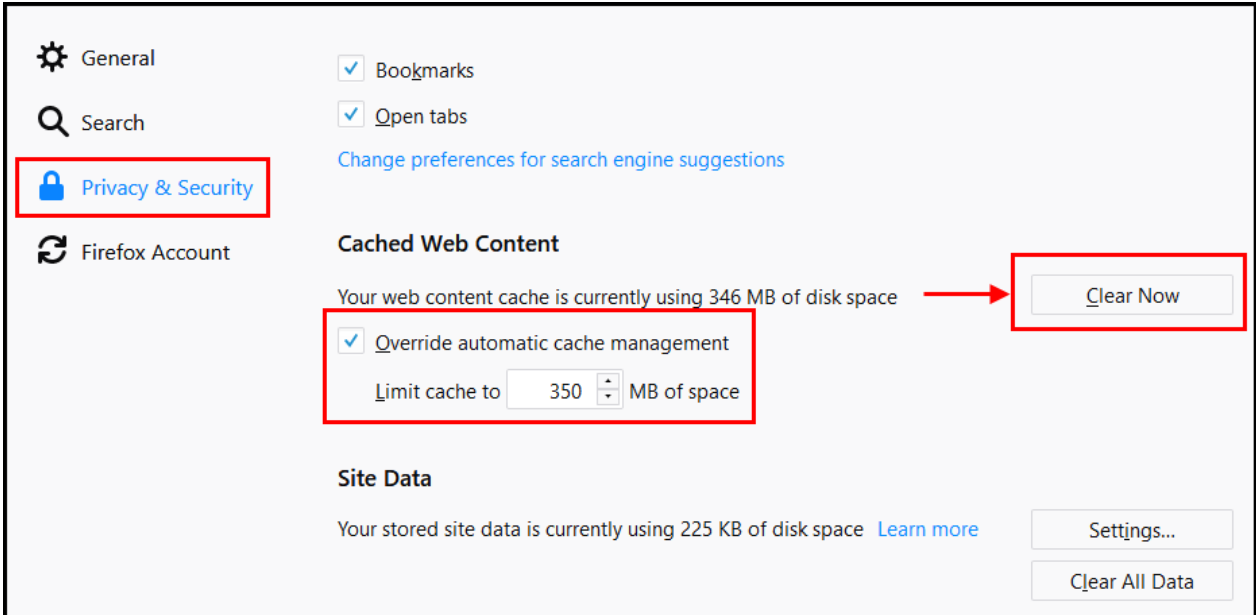 General
Search
Privacy & Security
Firefox Account
Bookmarks
Open tabs
Change preferences for search engine suggestions
Cached Web Content
Your web content cache is currently using 346 MB of disk space
Clear Now
Override automatic cache management
Limit cache to 350 MB of space
Site Data
Your stored site data is currently using 225 KB of disk space Learn more
Settings...
Clear All Data